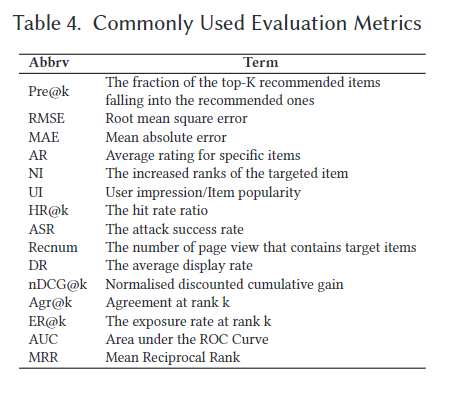 Table 4. Commonly Used Evaluation Metrics
Abbrv Term
Pre@k The fraction of the top-K recommended items
falling into the recommended ones
RMSE Root mean square error
MAE Mean absolute error
AR Average rating for specific items
NI The increased ranks of the targeted item
UI User impression/Item popularity
HR@k The hit rate ratio
ASR The attack success rate
Recnum The number of page view that contains target items
DR The average display rate
nDCG@k Normalised discounted cumulative gain
Agr@k Agreement at rank k
ER@k The exposure rate at rank k
AUC Area under the ROC Curve
MRR Mean Reciprocal Rank